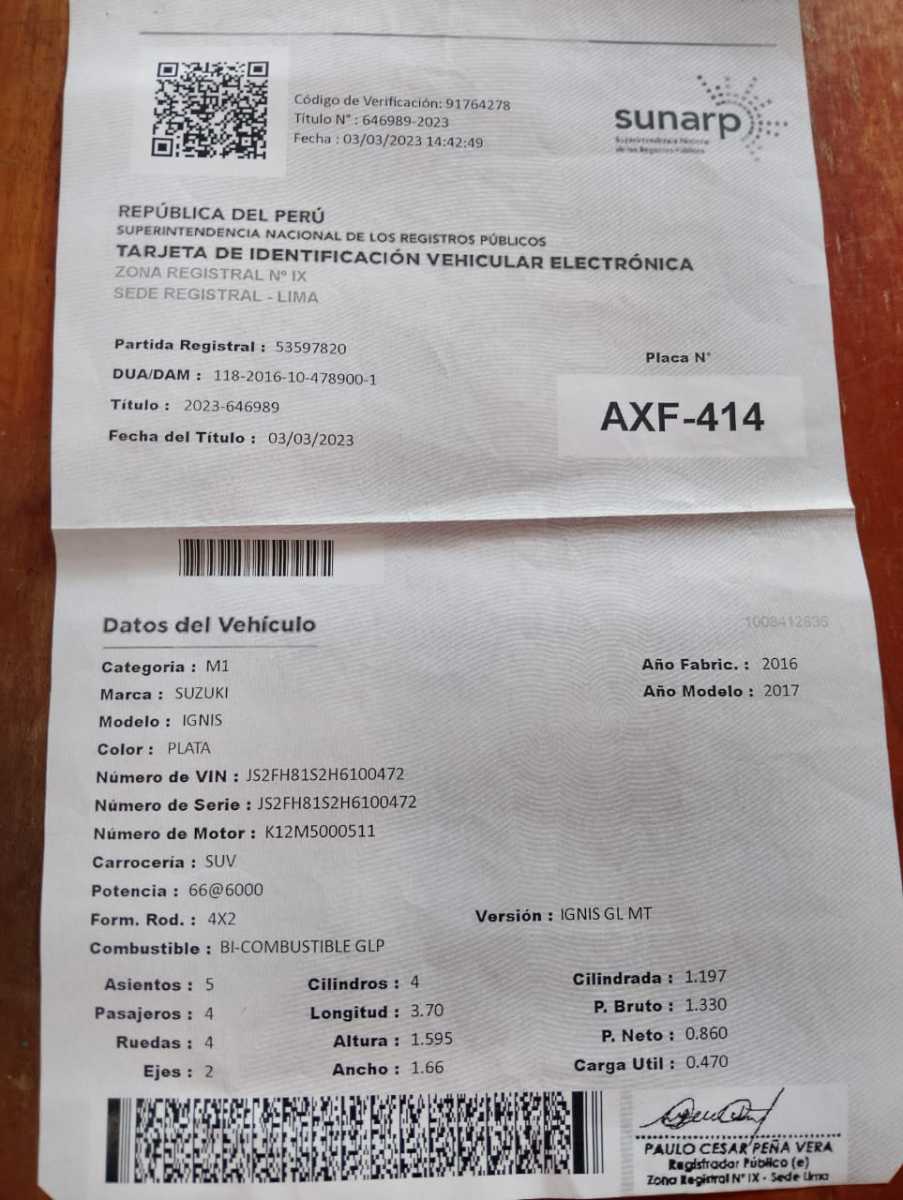 Código de Verificación: 91764278
Título N° : 646989-2023
Fecha : 03/03/2023 14:42:49
sunarp
Superintendencia Nacional
de los Registros Públicos
REPÚBLICA DEL PERÚ
SUPERINTENDENCIA NACIONAL DE LOS REGISTROS PÚBLICOS
TARJETA DE IDENTIFICACIÓN VEHICULAR ELECTRÓNICA
ZONA REGISTRAL Nº IX
SEDE REGISTRAL - LIMA
Partida Registral : 53597820
DUA/DAM : 118-2016-10-478900-1
Título : 2023-646989
Fecha del Título : 03/03/2023
Placa N°
AXF-414
Datos del Vehículo
Categoria : M1
Marca : SUZUKI
Modelo : IGNIS
Color : PLATA
Número de VIN : JS2FH81S2H6100472
Número de Serie : JS2FH81S2H6100472
Número de Motor : K12M5000511
Carrocería : SUV
Potencia : 66@6000
Form. Rod. : 4X2
Combustible : BI-COMBUSTIBLE GLP
Año Fabric. : 2016
Año Modelo : 2017
Versión : IGNIS GL MT
Asientos : 5
Pasajeros : 4
Ruedas : 4
Ejes : 2
Cilindros : 4
Longitud : 3.70
Altura : 1.595
Ancho : 1.66
Cilindrada : 1.197
P. Bruto : 1.330
P. Neto : 0.860
Carga Util : 0.470
PAULO CESAR PEÑA VERA
Registrador Público (e)
Zona Registral N° IX - Sede Lima